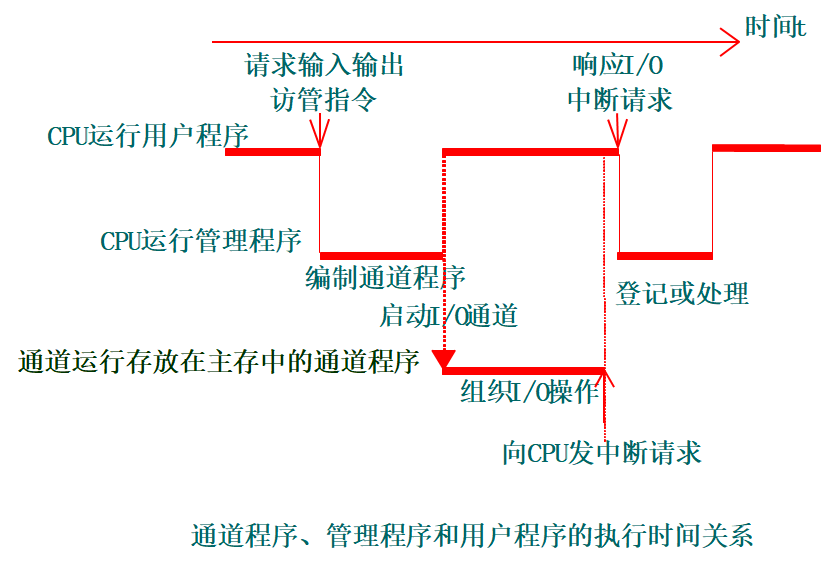 时间t
请求输入输出
访管指令
响应I/O
中断请求
CPU运行用户程序
CPU运行管理程序
编制通道程序
登记或处理
启动I/O通道
通道运行存放在主存中的通道程序
组织I/O操作
向CPU发中断请求
通道程序、管理程序和用户程序的执行时间关系